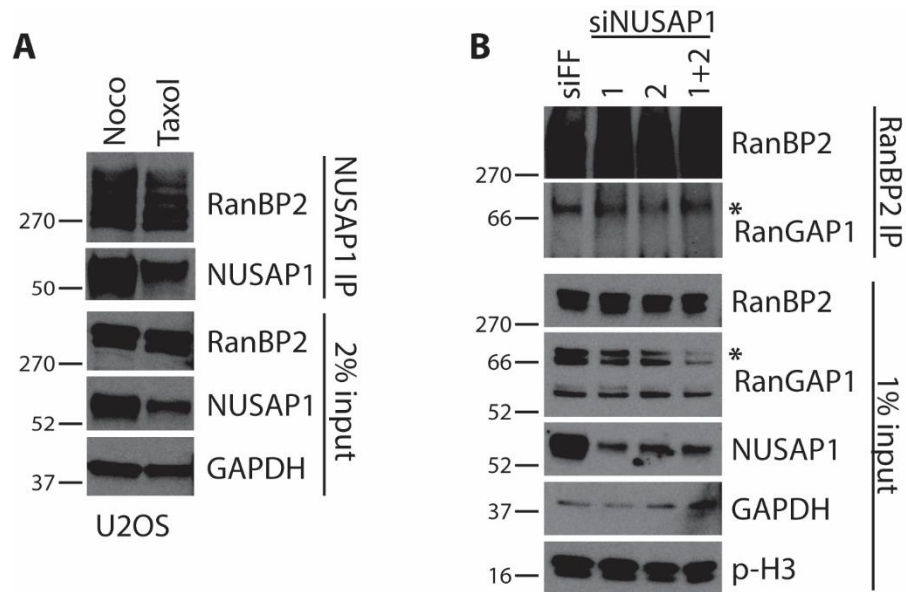 A
Noco
Taxol
270
RanBP2
50
NUSAP1
NUSAP1 IP
270
RanBP2
52
NUSAP1
37
GAPDH
2% input
U2OS
B
siNUSAP1
siFF
1
2
1+2
270
RanBP2
66
*
RanGAP1
RanBP2 IP
270
RanBP2
66
*
RanGAP1
52
52
NUSAP1
37
GAPDH
16
p-H3
1% input